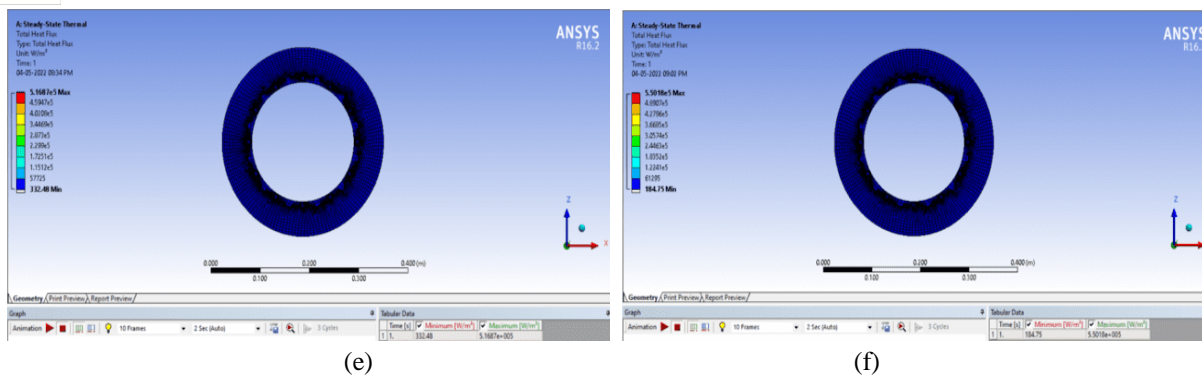 A: Steady-State Thermal
Total Heat Flux
Type: Total Heat Flux
Unit: W/m²
Time: 1
04-05-2022 08:34 PM
5.1687e5 Max
4.5947e5
4.0208e5
3.4469e5
2.873e5
2.299e5
1.7251e5
1.1512e5
57725
332.48 Min
ANSYS
R16.2
Z
X
0.000
0.200
0.400 (m)
0.100
0.300
Geometry Print Preview Report Preview
Graph
Animation 10 Frames 2 Sec (Auto) 3 Cycles
Tabular Data
Time [s] Minimum [W/m²] Maximum [W/m²]
1 1. 332.48 5.1687e+005
(e)
A: Steady-State Thermal
Total Heat Flux
Type: Total Heat Flux
Unit: W/m²
Time: 1
04-05-2022 09:02 PM
5.5018e5 Max
4.8907e5
4.2796e5
3.6685e5
3.0574e5
2.4463e5
1.8352e5
1.2241e5
61295
184.75 Min
ANSYS
R16.2
Z
0.000
0.200
0.400 (m)
0.100
0.300
Geometry Print Preview Report Preview
Graph
Animation 10 Frames 2 Sec (Auto) 3 Cycles
Tabular Data
Time [s] Minimum [W/m²] Maximum [W/m²]
1 1. 184.75 5.5018e+005
(f)